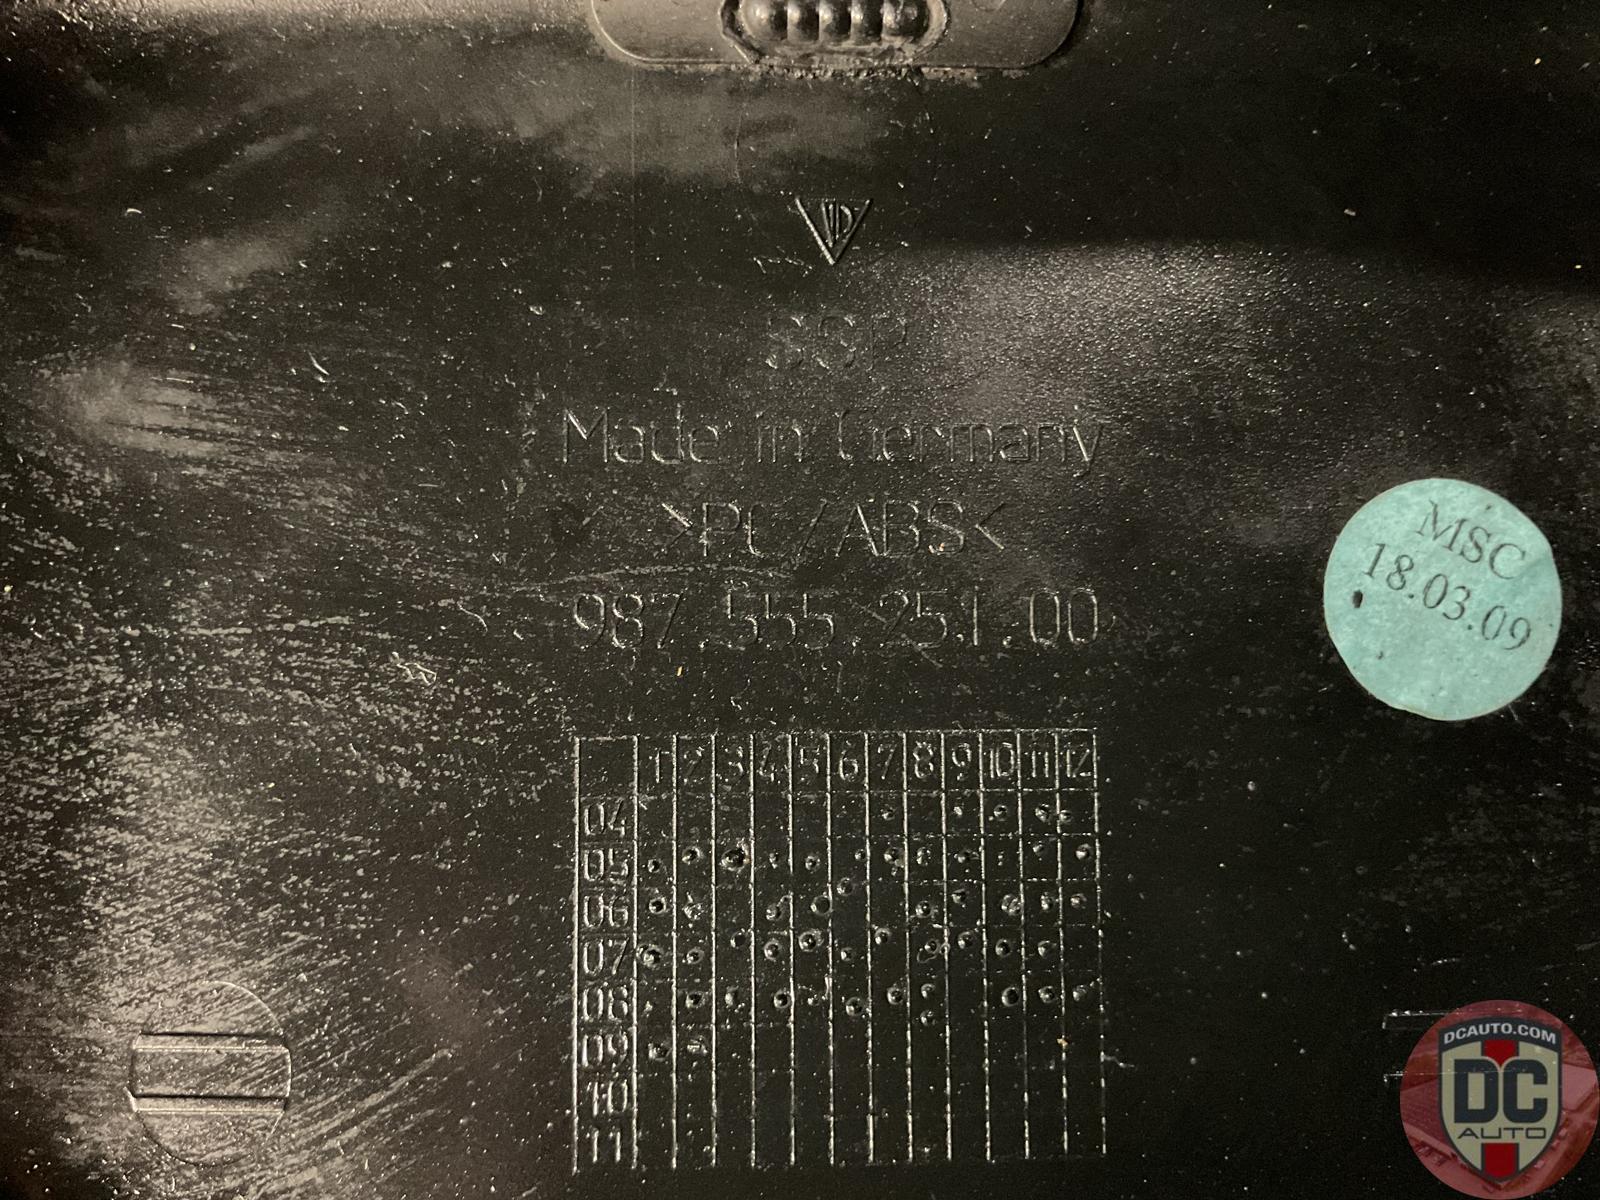 SSP
Made in Germany
>PC/ABS<
987.555.251.00
MSC
18.03.09
1 2 3 4 5 6 7 8 9 10 11 12
04
05
06
07
08
09
10
11
DCAUTO.COM
DC
AUTO